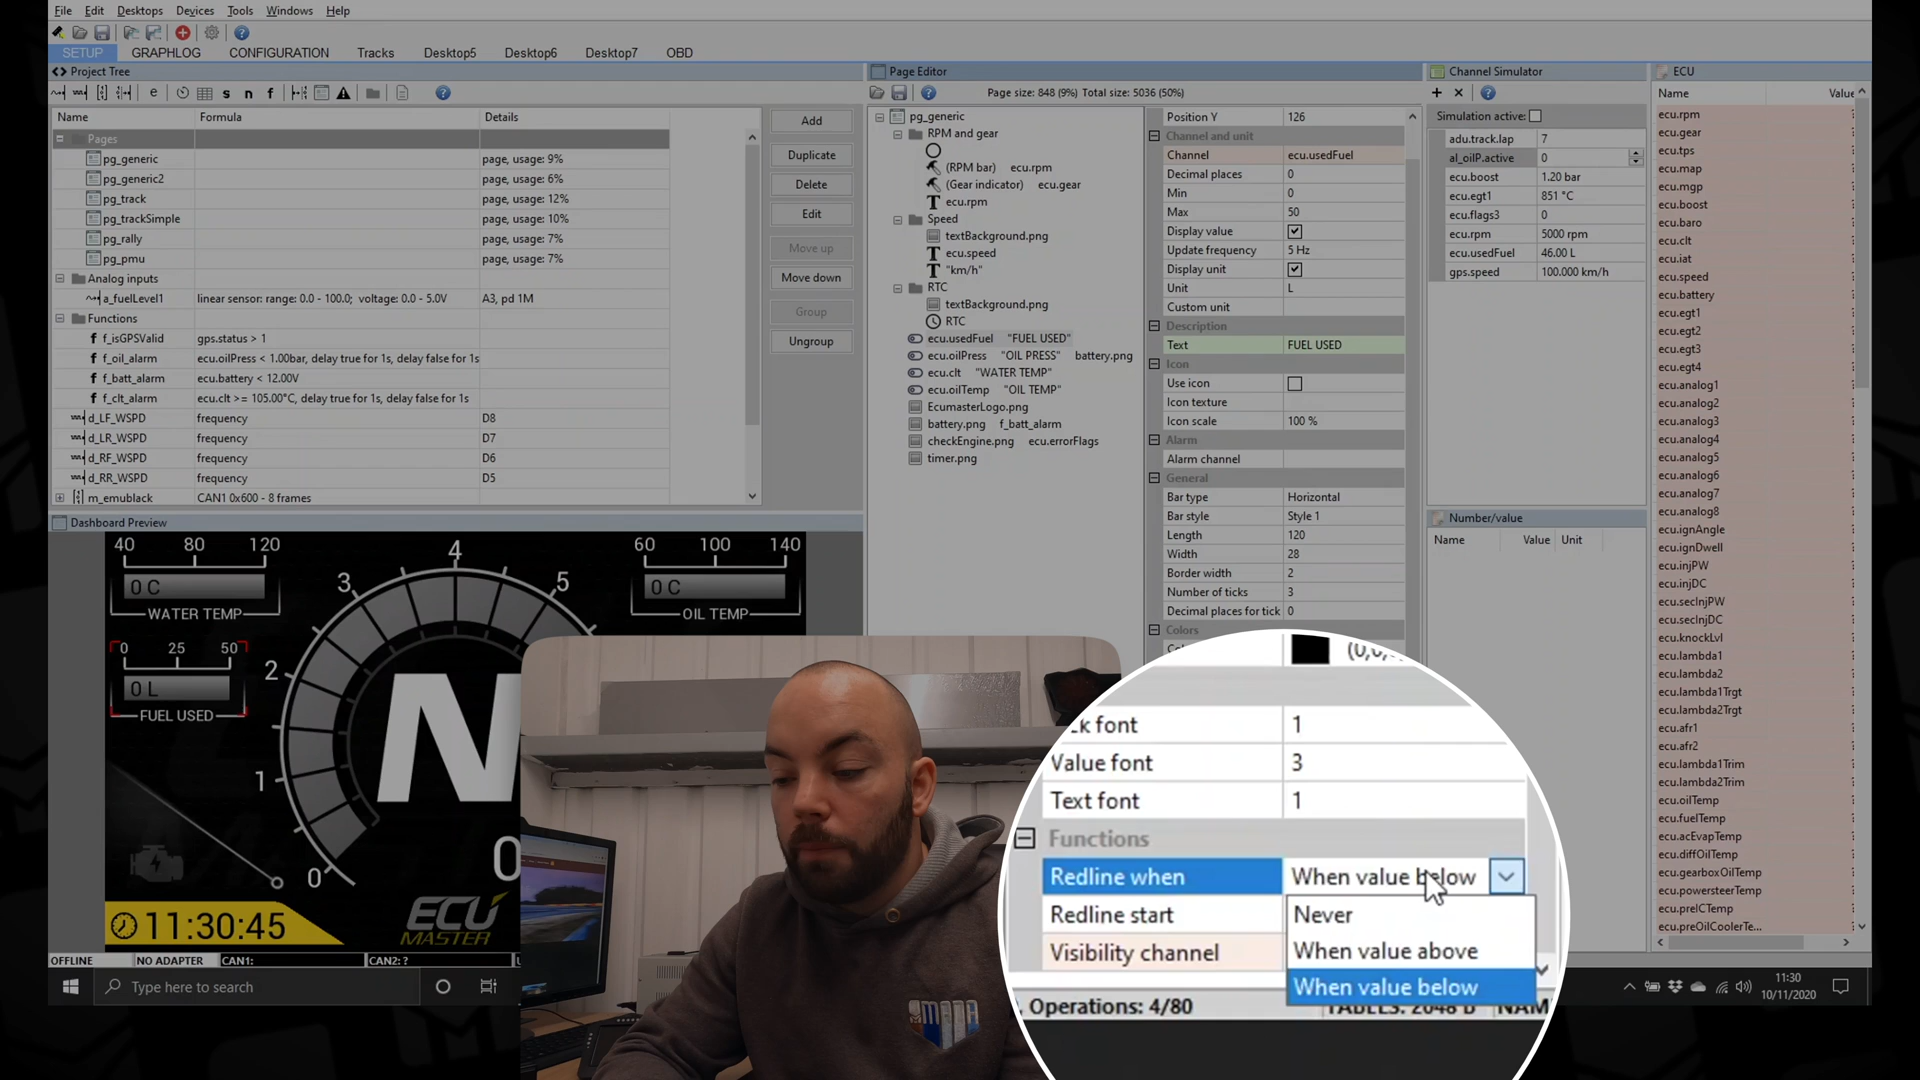 File Edit Desktops Devices Tools Windows Help
SETUP GRAPHLOG CONFIGURATION Tracks Desktop5 Desktop6 Desktop7 OBD
Project Tree
Name Formula Details
Pages
pg_generic page, usage: 9%
pg_generic2 page, usage: 6%
pg_track page, usage: 12%
pg_trackSimple page, usage: 10%
pg_rally page, usage: 7%
pg_pmu page, usage: 7%
Analog inputs
a_fuelLevel1 linear sensor: range: 0.0 - 100.0; voltage: 0.0 - 5.0V A3, pd 1M
Functions
f_isGPSValid gps.status > 1
f_oil_alarm ecu.oilPress < 1.00bar, delay true for 1s, delay false for 1s
f_batt_alarm ecu.battery < 12.00V
f_clt_alarm ecu.clt >= 105.00°C, delay true for 1s, delay false for 1s
d_LF_WSPD frequency D8
d_LR_WSPD frequency D7
d_RF_WSPD frequency D6
d_RR_WSPD frequency D5
m_emublack CAN1 0x600 - 8 frames
Add
Duplicate
Delete
Edit
Move up
Move down
Group
Ungroup
Dashboard Preview
40 80 120
0 C
WATER TEMP
0 25 50
0 L
FUEL USED
60 100 140
0 C
OIL TEMP
0 1 2 3 4 5
N
0
11:30:45
ECU
MASTER
OFFLINE NO ADAPTER CAN1: CAN2: ?
Type here to search
Page Editor
Page size: 848 (9%) Total size: 5036 (50%)
pg_generic
RPM and gear
(RPM bar) ecu.rpm
(Gear indicator) ecu.gear
ecu.rpm
Speed
textBackground.png
ecu.speed
"km/h"
RTC
textBackground.png
RTC
ecu.usedFuel "FUEL USED"
ecu.oilPress "OIL PRESS" battery.png
ecu.clt "WATER TEMP"
ecu.oilTemp "OIL TEMP"
EcumasterLogo.png
battery.png f_batt_alarm
checkEngine.png ecu.errorFlags
timer.png
Position Y 126
Channel and unit
Channel ecu.usedFuel
Decimal places 0
Min 0
Max 50
Display value
Update frequency 5 Hz
Display unit
Unit L
Custom unit
Description
Text FUEL USED
Icon
Use icon
Icon texture
Icon scale 100 %
Alarm
Alarm channel
General
Bar type Horizontal
Bar style Style 1
Length 120
Width 28
Border width 2
Number of ticks 3
Decimal places for tick 0
Colors
Value font 3
Text font 1
Functions
Redline when When value below
Redline start Never
When value above
Visibility channel
When value below
Operations: 4/80
Channel Simulator
Simulation active:
adu.track.lap 7
al_oilP.active 0
ecu.boost 1.20 bar
ecu.egt1 851 °C
ecu.flags3 0
ecu.rpm 5000 rpm
ecu.usedFuel 46.00 L
gps.speed 100.000 km/h
Number/value
Name Value Unit
ECU
Name Value
ecu.rpm
ecu.gear
ecu.tps
ecu.map
ecu.mgp
ecu.boost
ecu.baro
ecu.clt
ecu.iat
ecu.speed
ecu.battery
ecu.egt1
ecu.egt2
ecu.egt3
ecu.egt4
ecu.analog1
ecu.analog2
ecu.analog3
ecu.analog4
ecu.analog5
ecu.analog6
ecu.analog7
ecu.analog8
ecu.ignAngle
ecu.ignDwell
ecu.injPW
ecu.injDC
ecu.secInjPW
ecu.secInjDC
ecu.knockLvl
ecu.lambda1
ecu.lambda2
ecu.lambda1Trgt
ecu.lambda2Trgt
ecu.afr1
ecu.afr2
ecu.lambda1Trim
ecu.lambda2Trim
ecu.oilTemp
ecu.fuelTemp
ecu.acEvapTemp
ecu.diffOilTemp
ecu.gearboxOilTemp
ecu.powersteerTemp
ecu.preICTemp
ecu.preOilCoolerTe...
11:30
10/11/2020